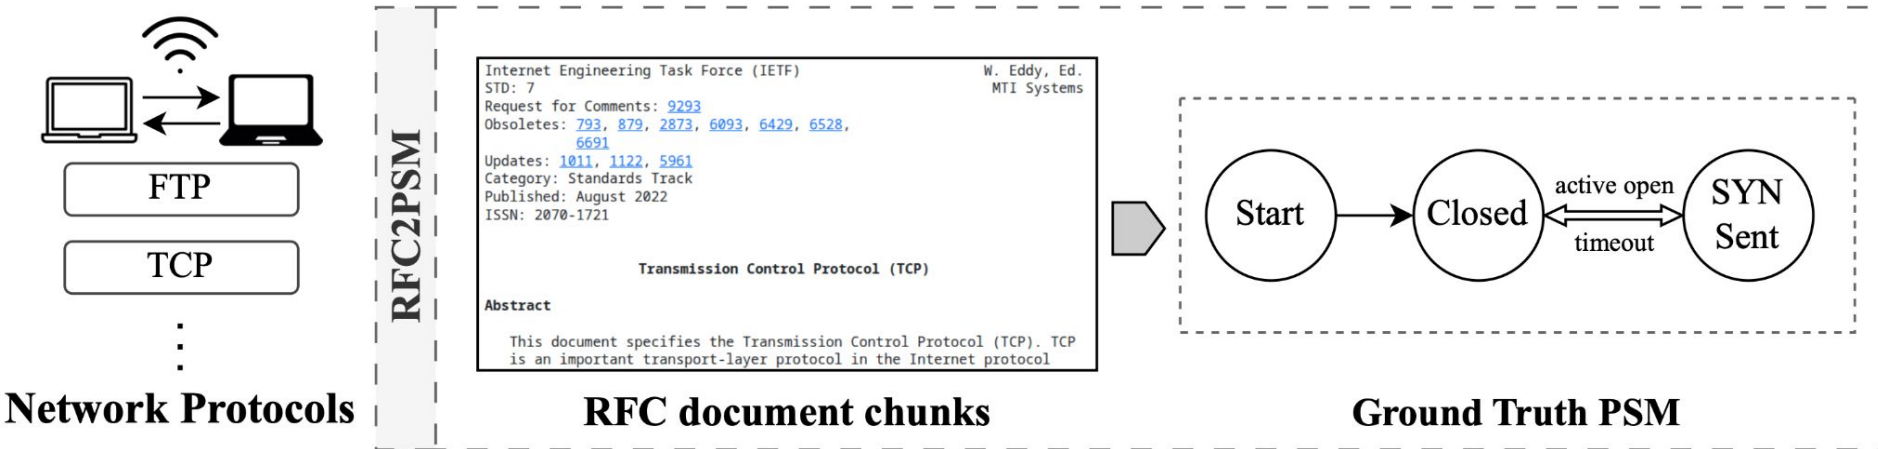 FTP
TCP
Network Protocols
RFC2PSM
Internet Engineering Task Force (IETF) W. Eddy, Ed.
STD: 7 MTI Systems
Request for Comments: 9293
Obsoletes: 793, 879, 2873, 6093, 6429, 6528,
6691
Updates: 1011, 1122, 5961
Category: Standards Track
Published: August 2022
ISSN: 2070-1721
Transmission Control Protocol (TCP)
Abstract
This document specifies the Transmission Control Protocol (TCP). TCP
is an important transport-layer protocol in the Internet protocol
RFC document chunks
Start
Closed
active open
timeout
SYN
Sent
Ground Truth PSM